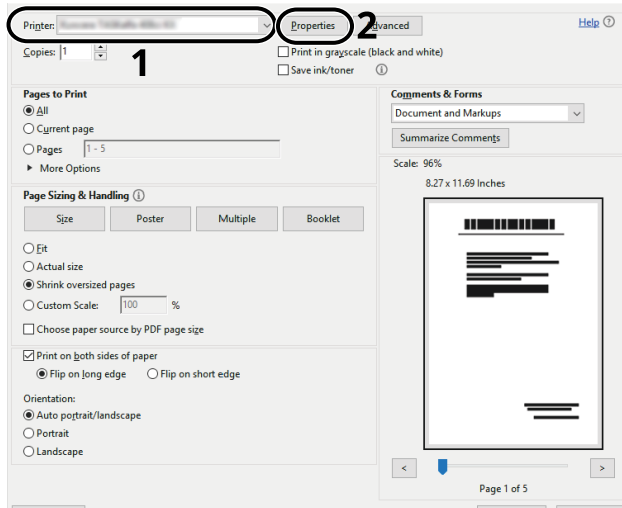 Printer:
Properties
2
Advanced
Help
Copies: 1
1
Print in grayscale (black and white)
Save ink/toner
Pages to Print
All
Current page
Pages 1 - 5
More Options
Comments & Forms
Document and Markups
Summarize Comments
Scale: 96%
8.27 x 11.69 Inches
Page Sizing & Handling
Size Poster Multiple Booklet
Fit
Actual size
Shrink oversized pages
Custom Scale: 100 %
Choose paper source by PDF page size
Print on both sides of paper
Flip on long edge Flip on short edge
Orientation:
Auto portrait/landscape
Portrait
Landscape
< >
Page 1 of 5